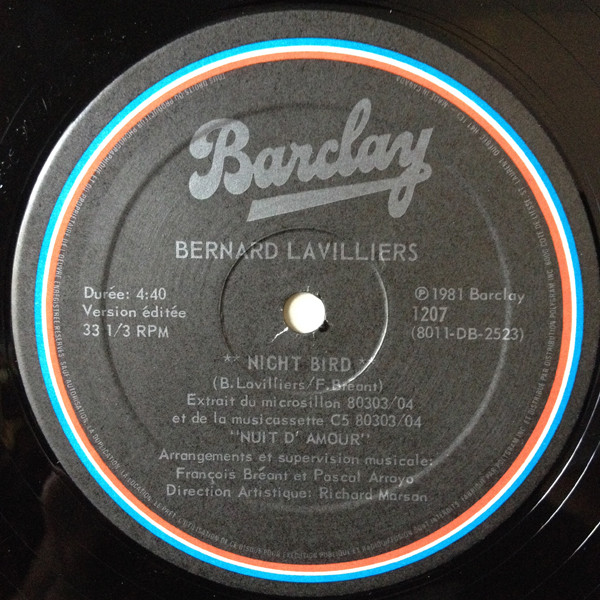 Barclay
BERNARD LAVILLIERS
Durée: 4:40
Version éditée
33 1/3 RPM
℗ 1981 Barclay
1207
(8011-DB-2523)
** NIGHT BIRD **
(B. Lavilliers/F. Bréant)
Extrait du microsillon 80303/04
et de la musicassette C5 80303/04
"NUIT D' AMOUR"
Arrangements et supervision musicale:
François Bréant et Pascal Arroyo
Direction Artistique: Richard Marsan